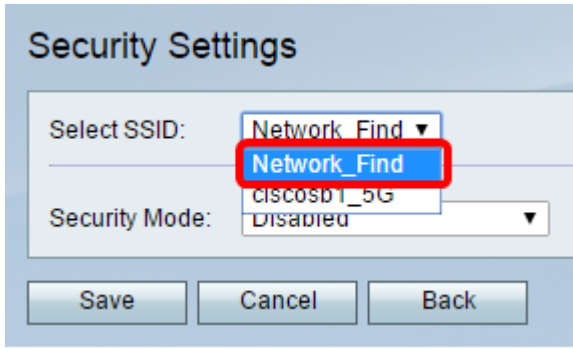 Security Settings
Select SSID: Network_Find
Network_Find
ciscosb1_5G
Security Mode: Disabled
Save Cancel Back